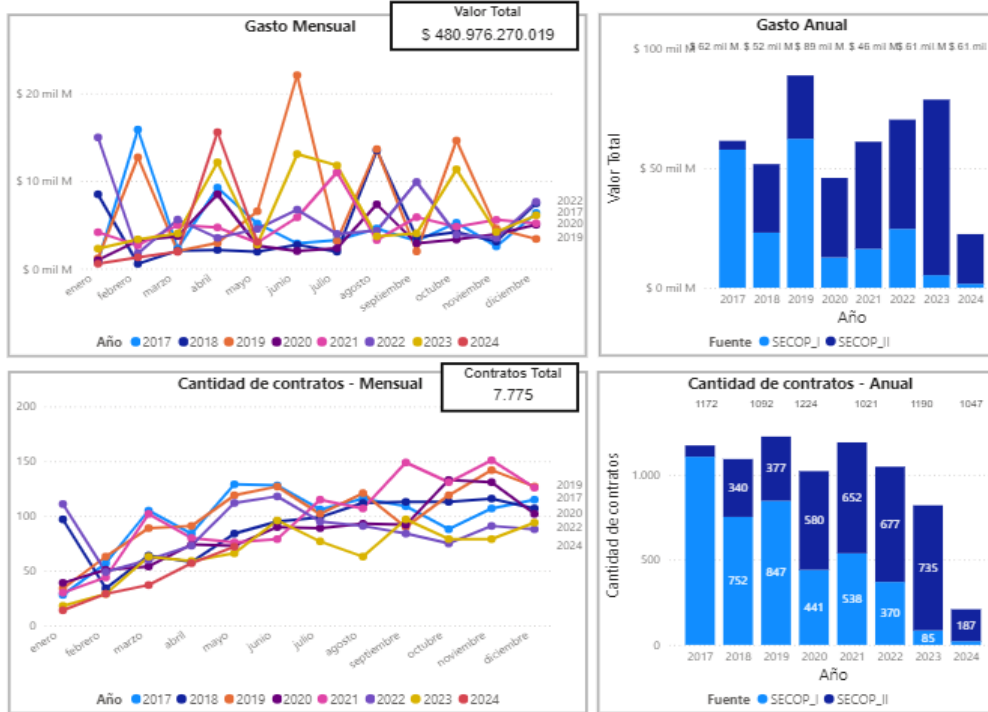 Gasto Mensual
Valor Total
$ 480.976.270.019
$ 20 mil M
$ 10 mil M
$ 0 mil M
2022
2017
2020
2019
enero febrero marzo abril mayo junio julio agosto septiembre octubre noviembre diciembre
Año 2017 2018 2019 2020 2021 2022 2023 2024
Gasto Anual
$ 62 mil M $ 52 mil M $ 89 mil M $ 46 mil M $ 61 mil M $ 61 mil
$ 100 mil M
$ 50 mil M
$ 0 mil M
Valor Total
2017 2018 2019 2020 2021 2022 2023 2024
Año
Fuente SECOP_I SECOP_II
Cantidad de contratos - Mensual
Contratos Total
7.775
200
150
100
50
0
2019
2017
2020
2022
2024
enero febrero marzo abril mayo junio julio agosto septiembre octubre noviembre diciembre
Año 2017 2018 2019 2020 2021 2022 2023 2024
Cantidad de contratos - Anual
1172 1092 1224 1021 1190 1047
1.000
500
0
Cantidad de contratos
340 377 580 652 677 735 187
752 847 441 538 370 85
2017 2018 2019 2020 2021 2022 2023 2024
Año
Fuente SECOP_I SECOP_II